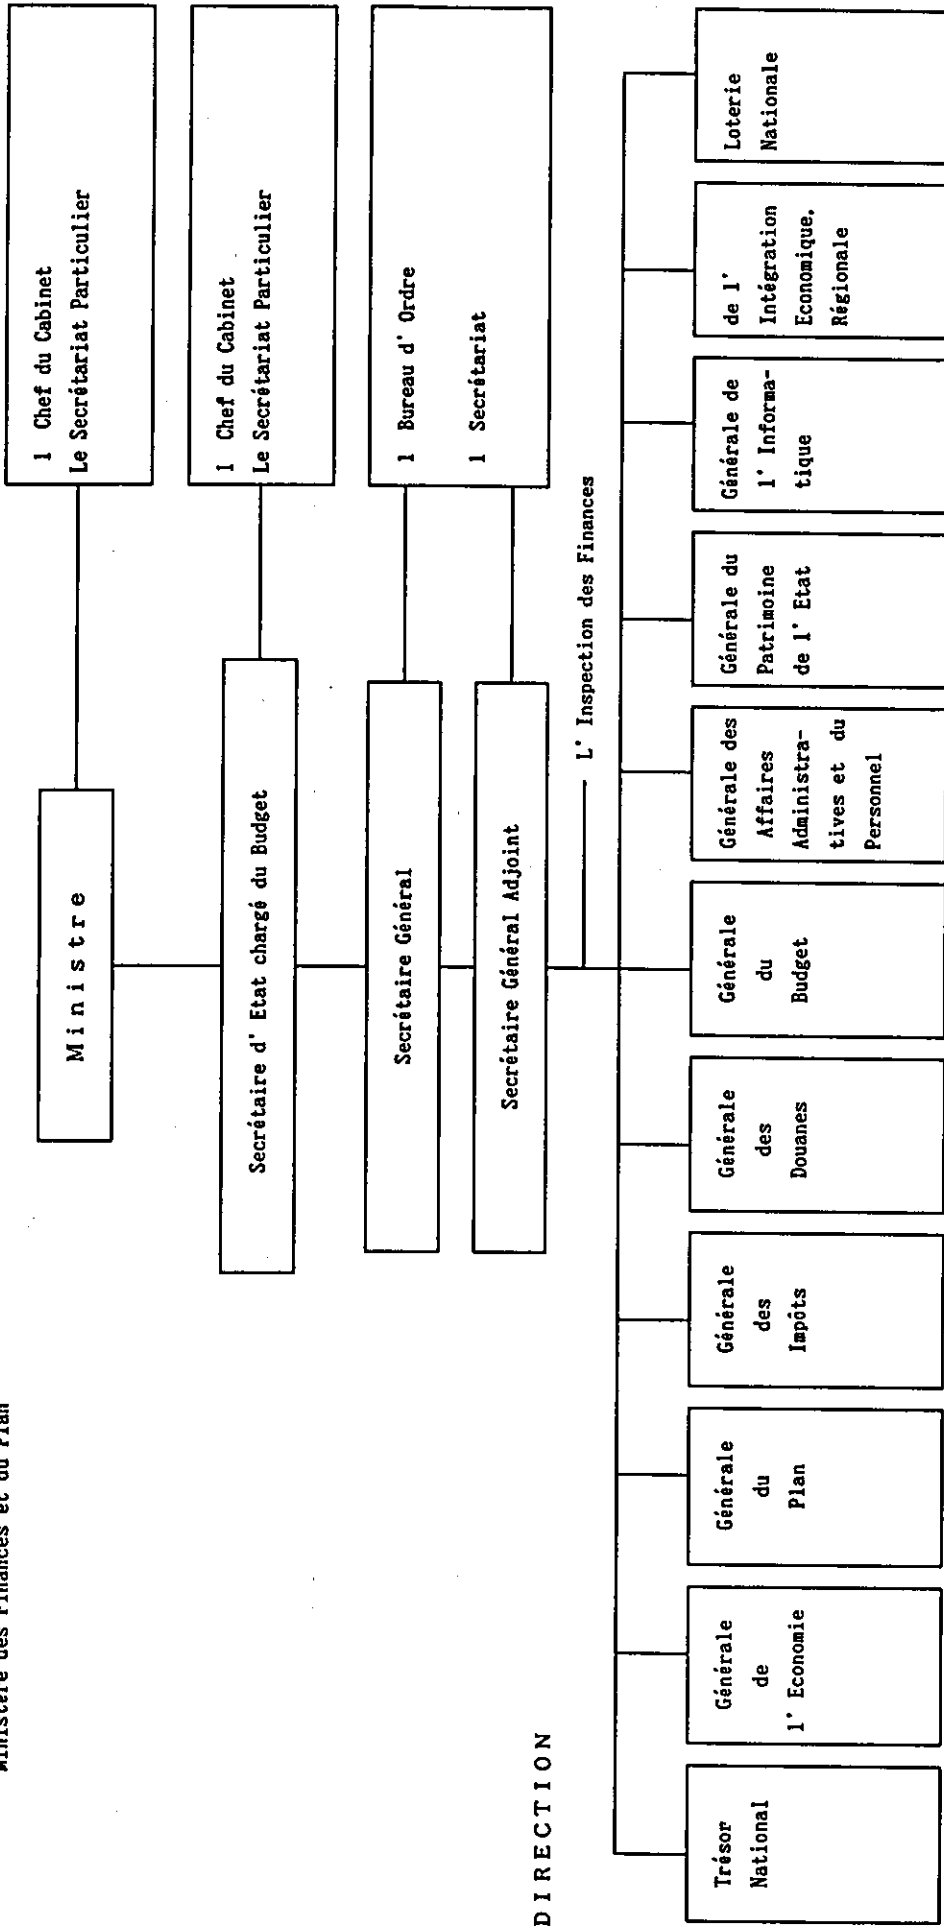 Ministère des Finances et du Plan
Ministre
1 Chef du Cabinet
Le Secrétariat Particulier
Secrétaire d' Etat chargé du Budget
1 Chef du Cabinet
Le Secrétariat Particulier
Secrétaire Général
1 Bureau d' Ordre
Secrétaire Général Adjoint
1 Secrétariat
L' Inspection des Finances
DIRECTION
Trésor
National
Générale
de
l' Economie
Générale
du
Plan
Générale
des
Impôts
Générale
des
Douanes
Générale
du
Budget
Générale des
Affaires
Administra-
tives et du
Personnel
Générale du
Patrimoine
de l' Etat
Générale de
l' Informa-
tique
de l'
Intégration
Economique.
Régionale
Loterie
Nationale